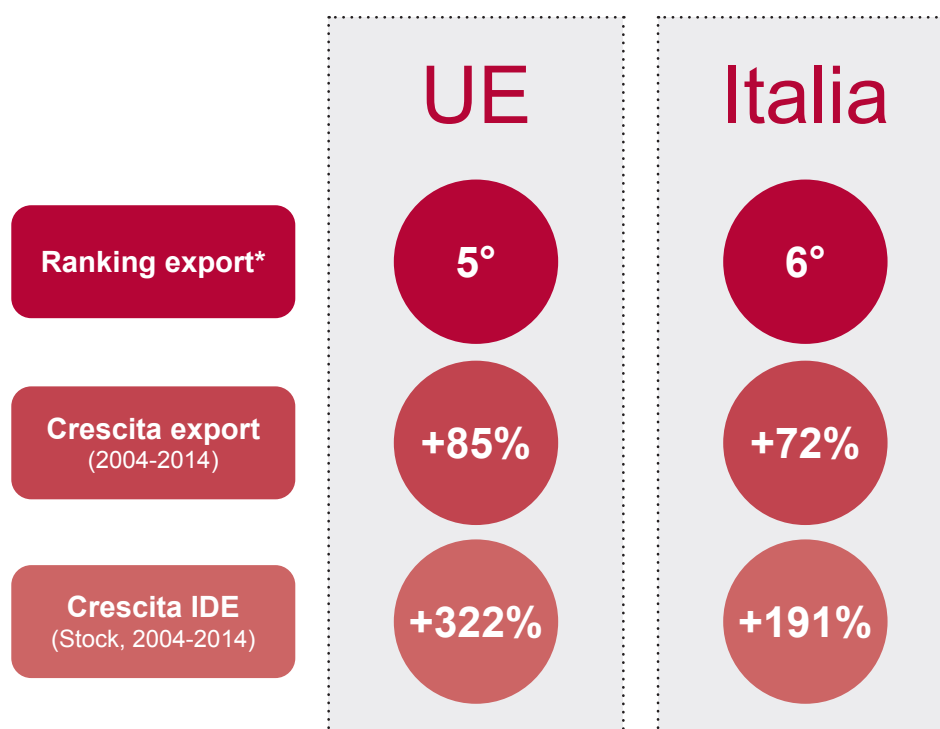 UE
Italia
Ranking export*
5°
6°
Crescita export
(2004-2014)
+85%
+72%
Crescita IDE
(Stock, 2004-2014)
+322%
+191%